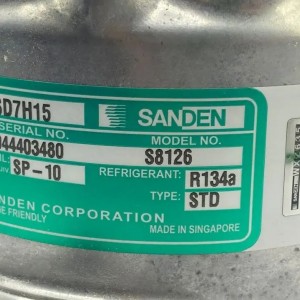 SD7H15 SANDEN
SERIAL NO. MODEL NO.
044403480 S8126
REFRIGERANT: R134a
SP-10 TYPE: STD
SANDEN CORPORATION
FRIENDLY MADE IN SINGAPORE